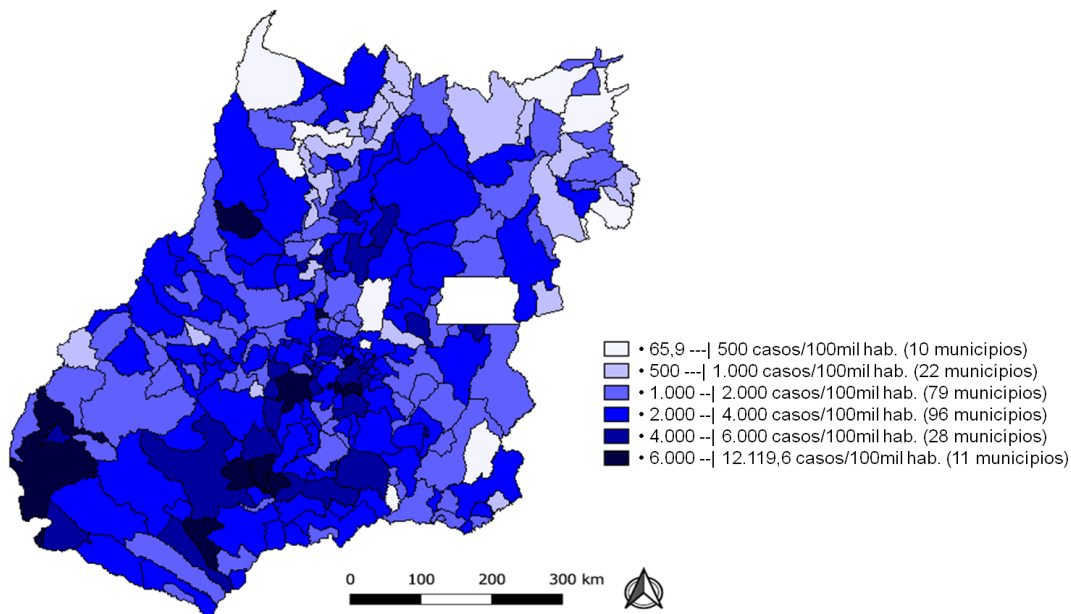 • 65,9 ---| 500 casos/100mil hab. (10 municípios)
• 500 ---| 1.000 casos/100mil hab. (22 municípios)
• 1.000 --| 2.000 casos/100mil hab. (79 municípios)
• 2.000 --| 4.000 casos/100mil hab. (96 municípios)
• 4.000 --| 6.000 casos/100mil hab. (28 municípios)
• 6.000 --| 12.119,6 casos/100mil hab. (11 municípios)
0 100 200 300 km